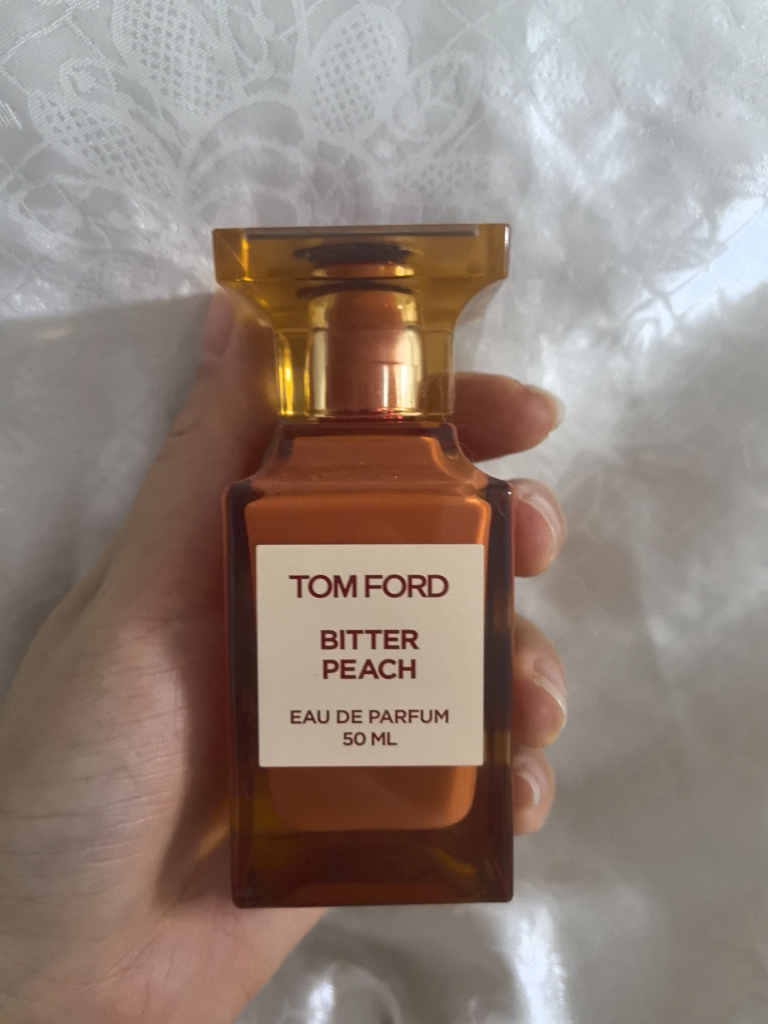 TOM FORD
BITTER
PEACH
EAU DE PARFUM
50 ML